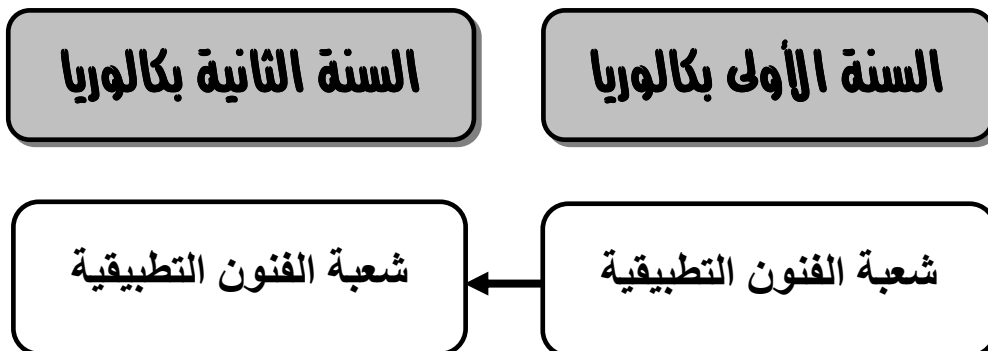 السنة الأولى بكالوريا
السنة الثانية بكالوريا
شعبة الفنون التطبيقية
شعبة الفنون التطبيقية